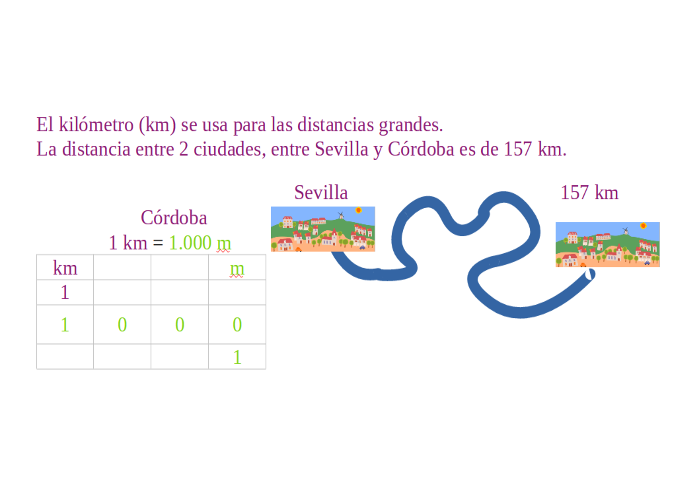 El kilómetro (km) se usa para las distancias grandes.
La distancia entre 2 ciudades, entre Sevilla y Córdoba es de 157 km.
Sevilla
157 km
Córdoba
1 km = 1.000 m
km m
1
1 0 0 0
1